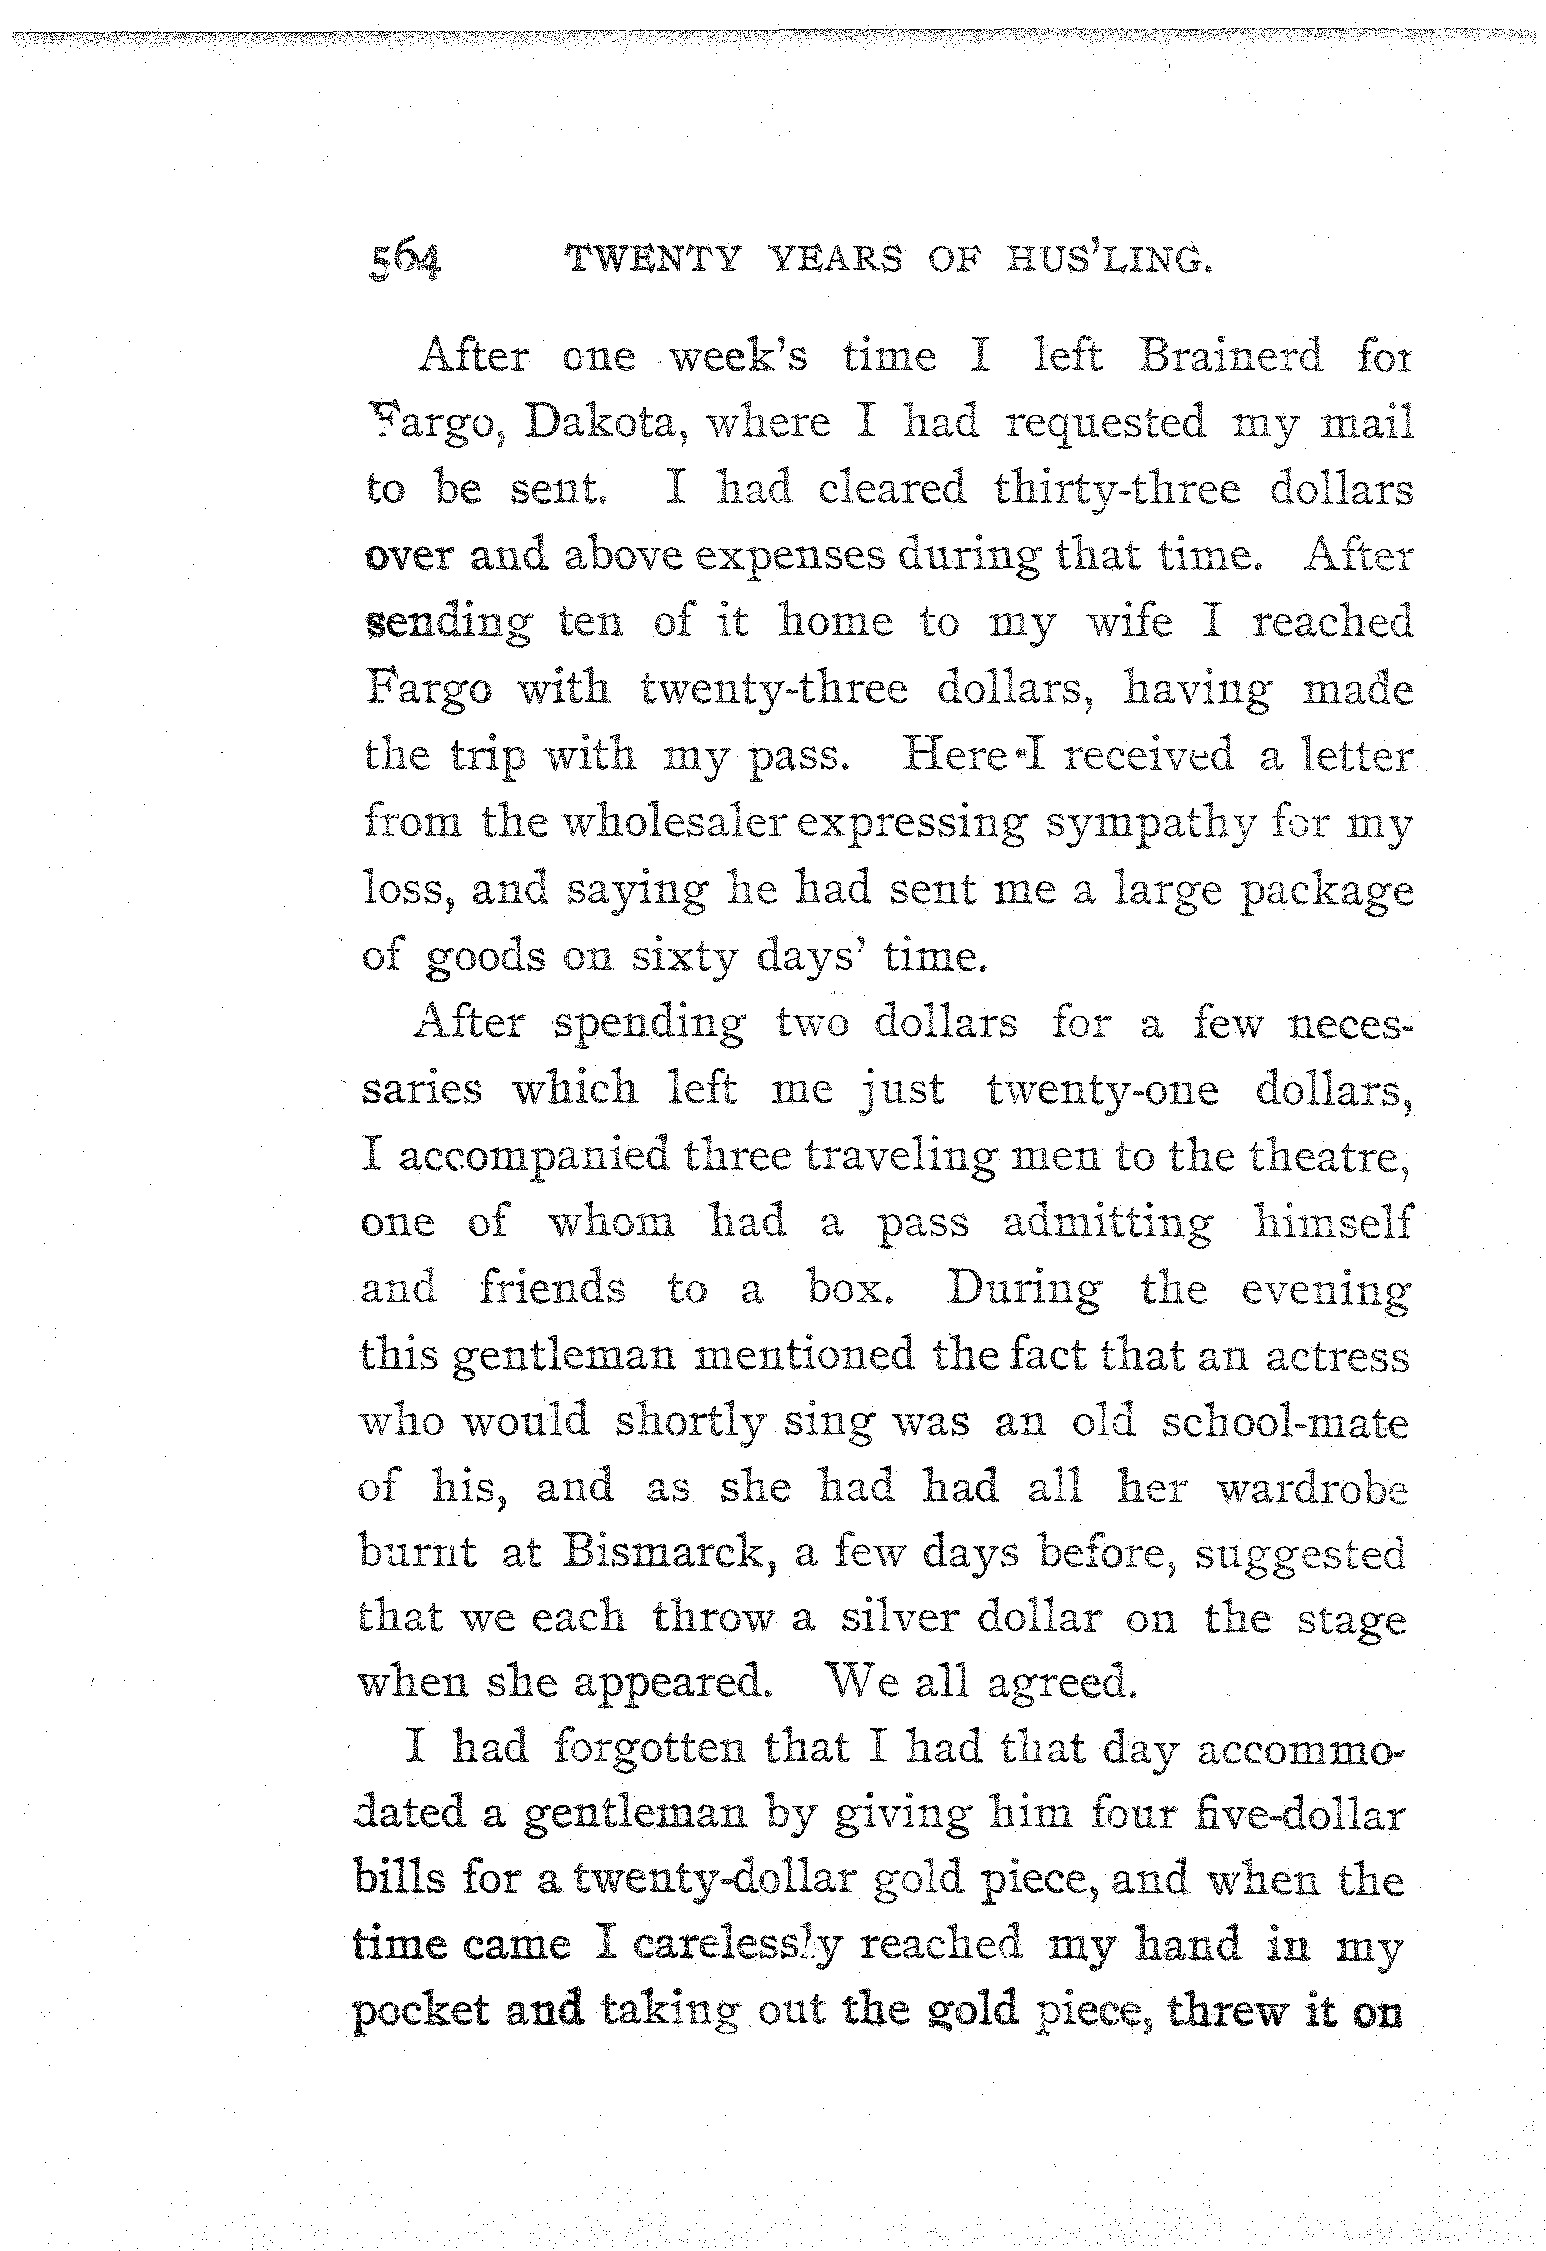 564 TWENTY YEARS OF HUS'LING.
After one week's time I left Brainerd for
Fargo, Dakota, where I had requested my mail
to be sent. I had cleared thirty-three dollars
over and above expenses during that time. After
sending ten of it home to my wife I reached
Fargo with twenty-three dollars, having made
the trip with my pass. Here I received a letter
from the wholesaler expressing sympathy for my
loss, and saying he had sent me a large package
of goods on sixty days' time.
After spending two dollars for a few neces-
saries which left me just twenty-one dollars,
I accompanied three traveling men to the theatre,
one of whom had a pass admitting himself
and friends to a box. During the evening
this gentleman mentioned the fact that an actress
who would shortly sing was an old school-mate
of his, and as she had had all her wardrobe
burnt at Bismarck, a few days before, suggested
that we each throw a silver dollar on the stage
when she appeared. We all agreed.
I had forgotten that I had that day accommo-
dated a gentleman by giving him four five-dollar
bills for a twenty-dollar gold piece, and when the
time came I carelessly reached my hand in my
pocket and taking out the gold piece, threw it on